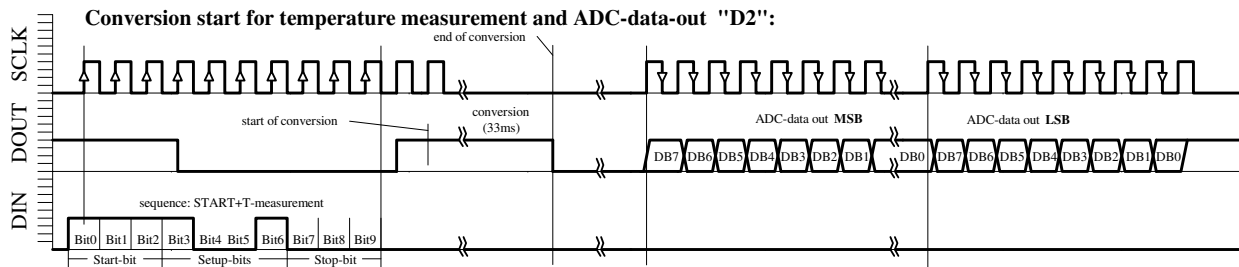 Conversion start for temperature measurement and ADC-data-out "D2":
end of conversion
SCLK
conversion
(33ms)
start of conversion
ADC-data out MSB
ADC-data out LSB
DOUT
DB7 DB6 DB5 DB4 DB3 DB2 DB1 DB0 DB7 DB6 DB5 DB4 DB3 DB2 DB1 DB0
sequence: START+T-measurement
DIN
Bit0 Bit1 Bit2 Bit3 Bit4 Bit5 Bit6 Bit7 Bit8 Bit9
Start-bit Setup-bits Stop-bit